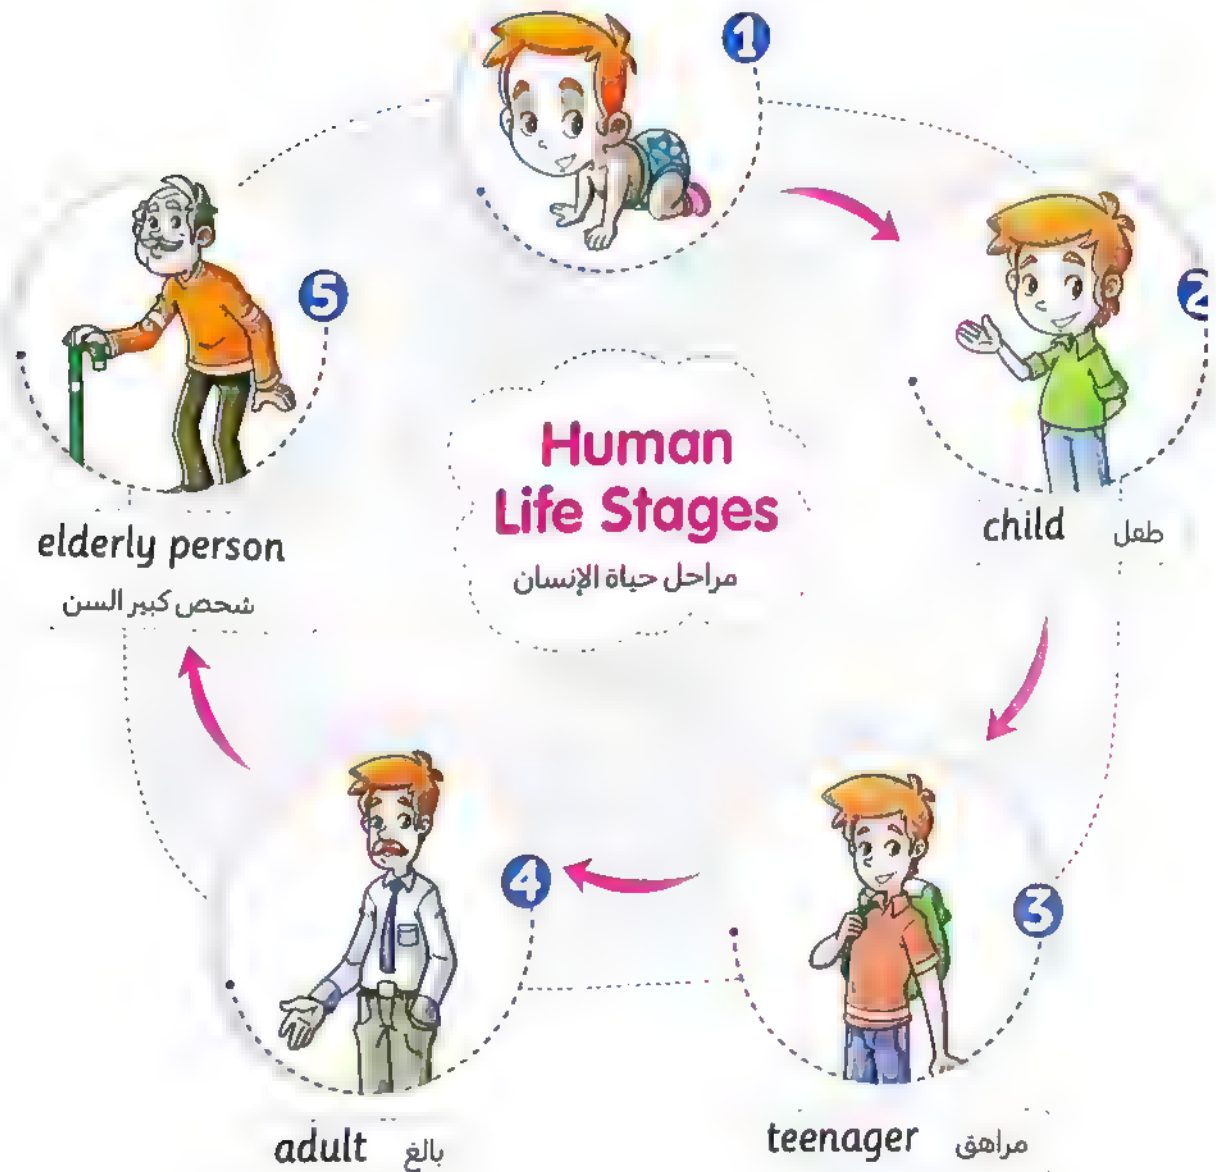 1
2
child طفل
3
teenager مراهق
4
adult بالغ
5
elderly person
شخص كبير السن
Human
Life Stages
مراحل حياة الإنسان